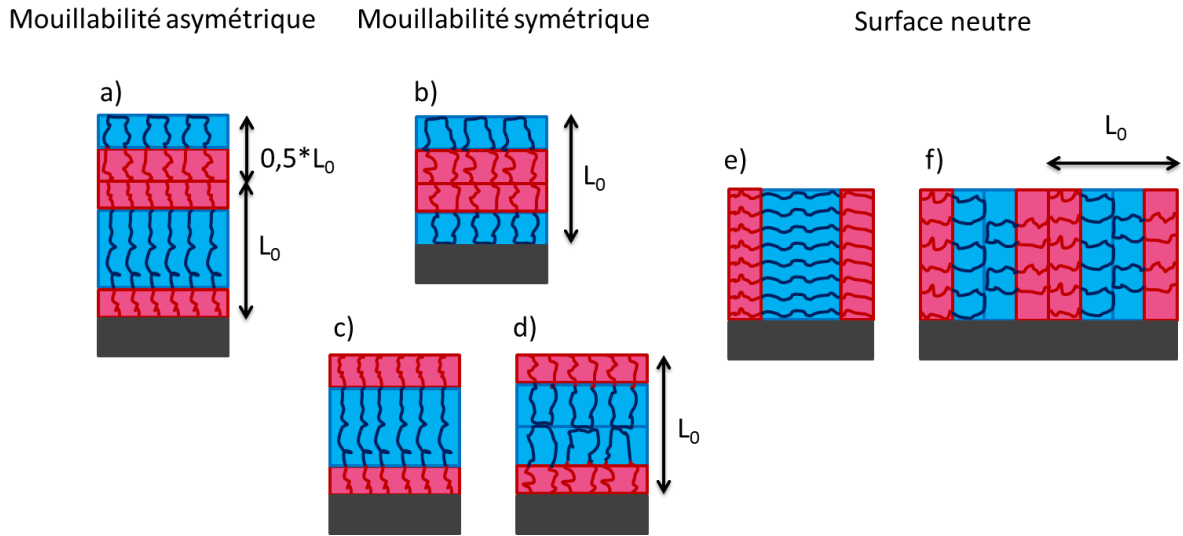 Mouillabilité asymétrique
Mouillabilité symétrique
Surface neutre
a)
0,5*L₀
L₀
b)
L₀
c)
d)
L₀
e)
f)
L₀